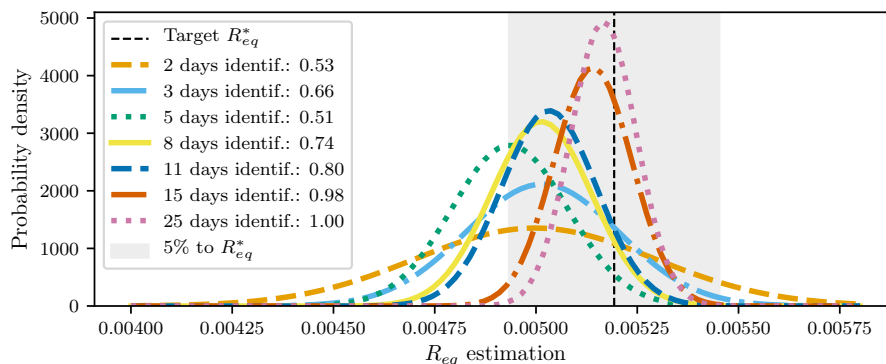 5000
4000
3000
2000
1000
0
Probability density
Target R*eq
2 days identif.: 0.53
3 days identif.: 0.66
5 days identif.: 0.51
8 days identif.: 0.74
11 days identif.: 0.80
15 days identif.: 0.98
25 days identif.: 1.00
5% to R*eq
0.00400 0.00425 0.00450 0.00475 0.00500 0.00525 0.00550 0.00575
Req estimation